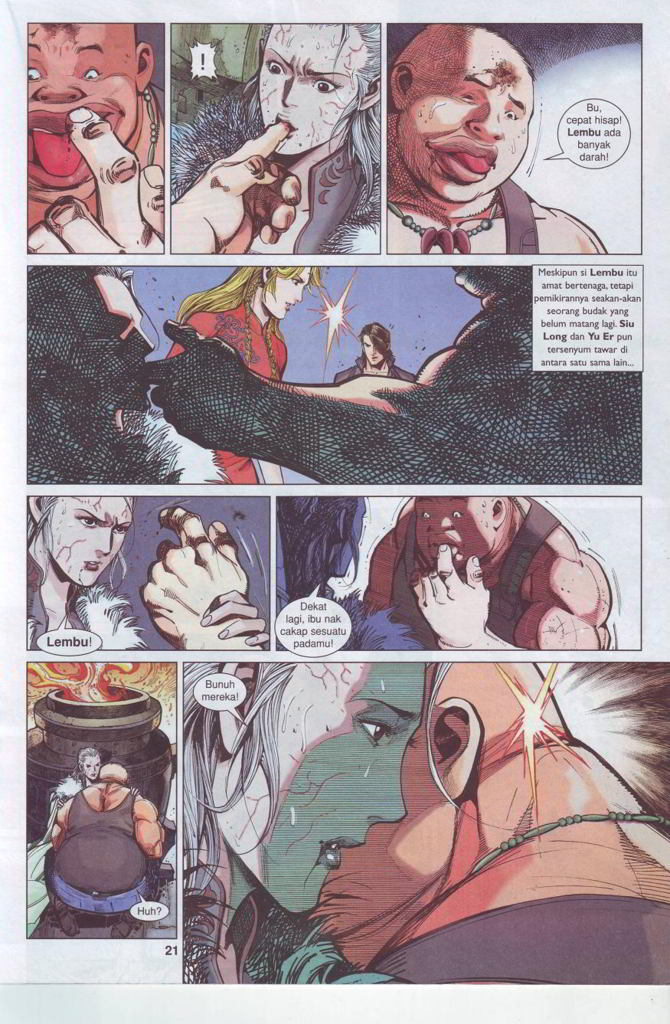 !
Bu,
cepat hisap!
Lembu ada
banyak
darah!
Meskipun si Lembu itu
amat bertenaga, tetapi
pemikirannya seakan-akan
seorang budak yang
belum matang lagi. Siu
Long dan Yu Er pun
tersenyum tawar di
antara satu sama lain...
Lembu!
Dekat
lagi, ibu nak
cakap sesuatu
padamu!
Huh?
Bunuh
mereka!
21